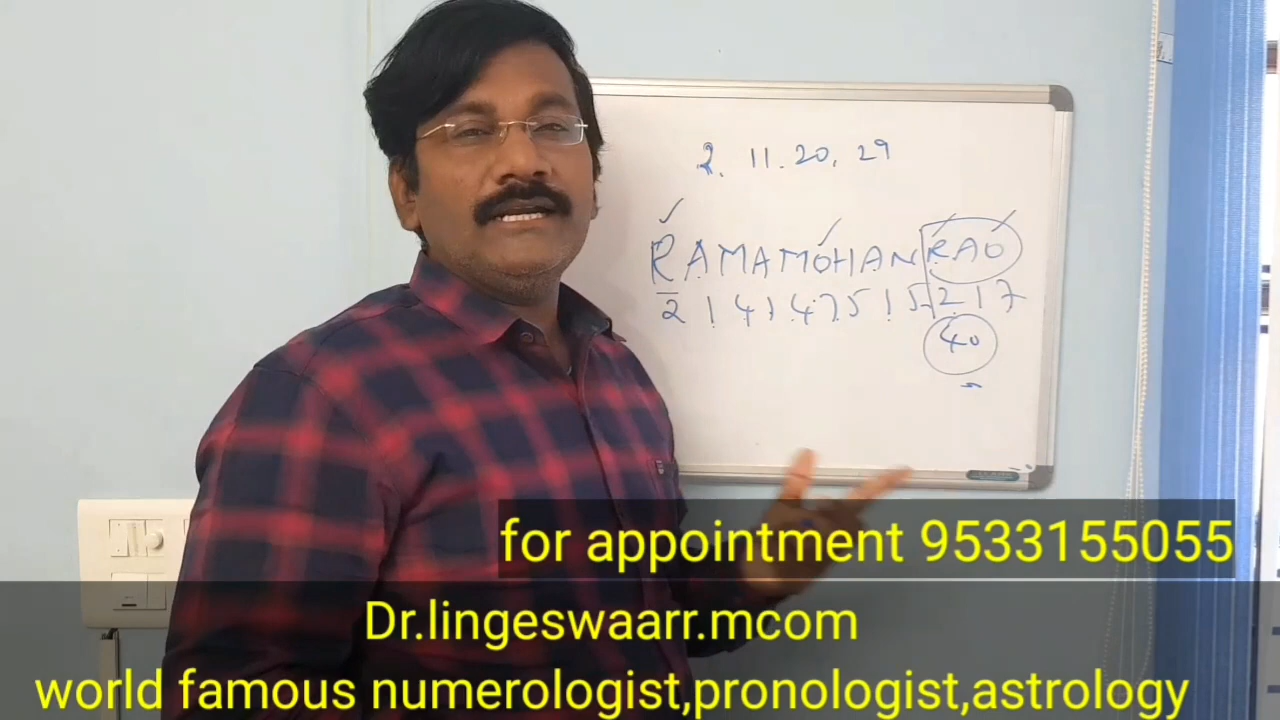 2. 11. 20. 29
RAMAMOHAN RAO
2 1 4 1 4 7 5 1 5 2 1 7
40
for appointment 9533155055
Dr.lingeswaarr.mcom
world famous numerologist,pronologist,astrology